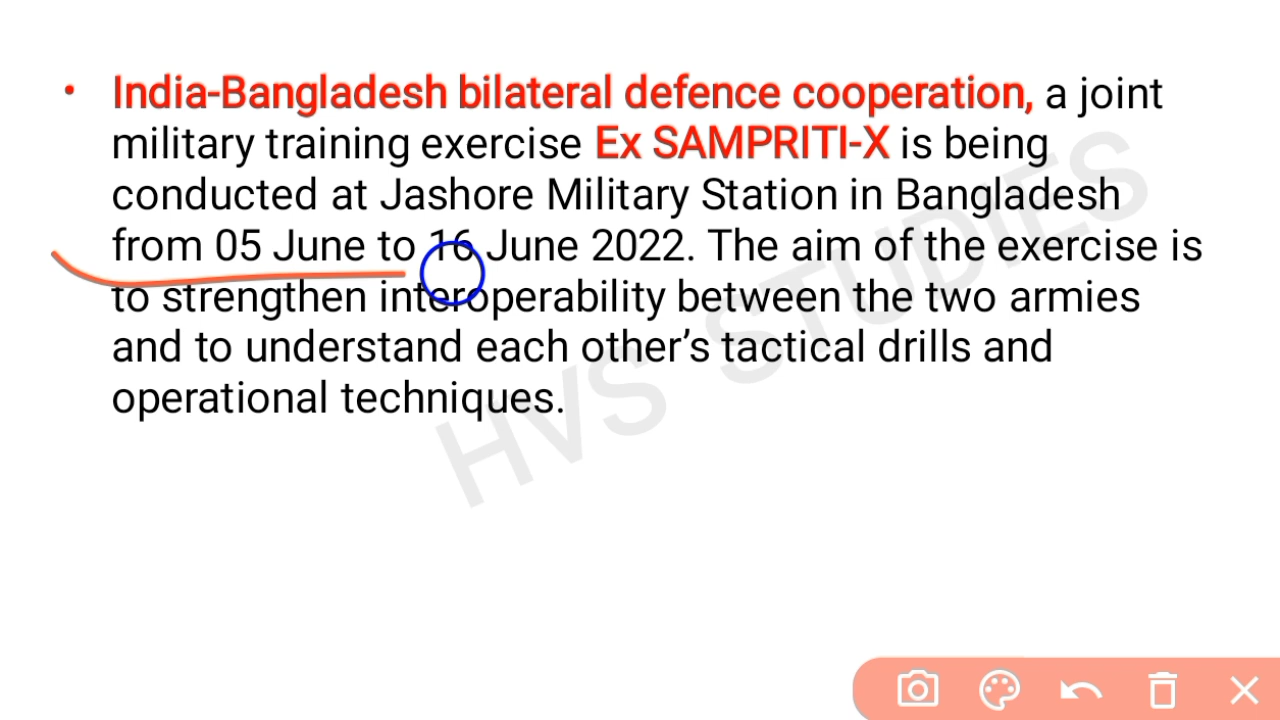 • India-Bangladesh bilateral defence cooperation, a joint
military training exercise Ex SAMPRITI-X is being
conducted at Jashore Military Station in Bangladesh
from 05 June to 16 June 2022. The aim of the exercise is
to strengthen interoperability between the two armies
and to understand each other’s tactical drills and
operational techniques.
HVS STUDIES